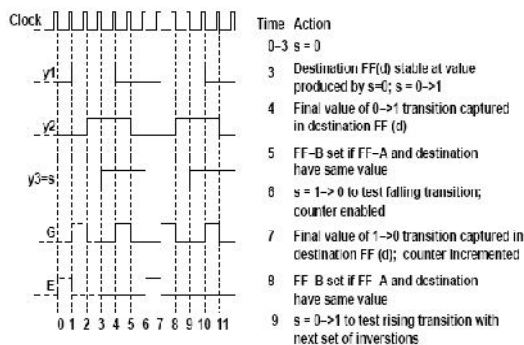 Clock
y1
y2
y3=s
G
E
0 1 2 3 4 5 6 7 8 9 10 11
Time Action
0–3 s = 0
3 Destination FF(d) stable at value
produced by s=0; s = 0–>1
4 Final value of 0–>1 transition captured
in destination FF (d)
5 FF–B set if FF–A and destination
have same value
6 s = 1–> 0 to test falling transition;
counter enabled
7 Final value of 1–>0 transition captured in
destination FF (d); counter incremented
8 FF–B set if FF–A and destination
have same value
9 s = 0–>1 to test rising transition with
next set of inverstions